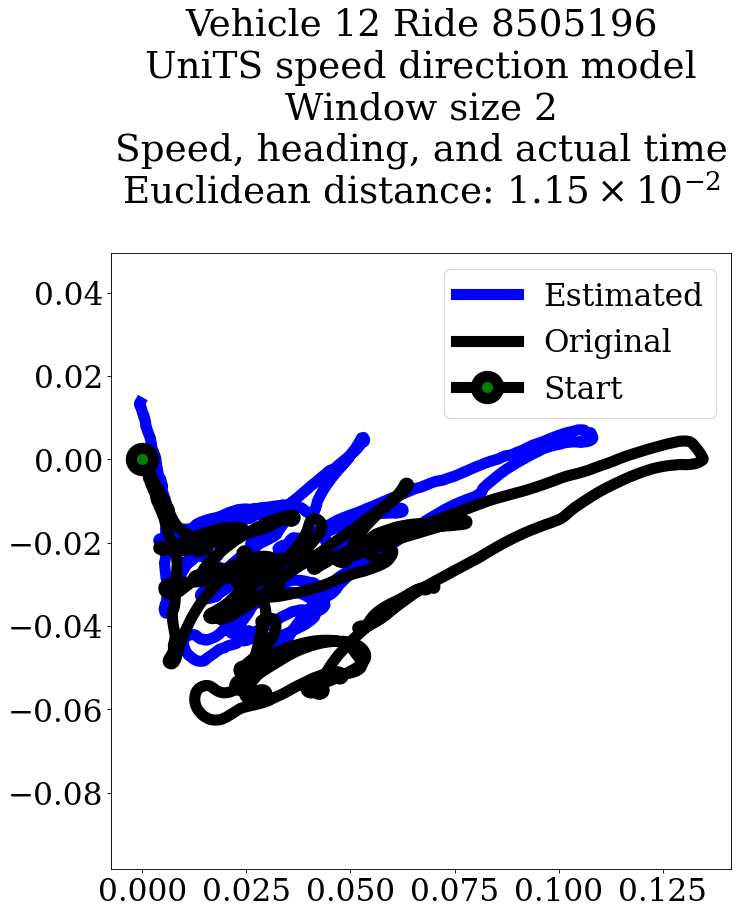 Vehicle 12 Ride 8505196
UniTS speed direction model
Window size 2
Speed, heading, and actual time
Euclidean distance: 1.15 × 10⁻²
Estimated
Original
Start
0.04
0.02
0.00
−0.02
−0.04
−0.06
−0.08
0.000 0.025 0.050 0.075 0.100 0.125